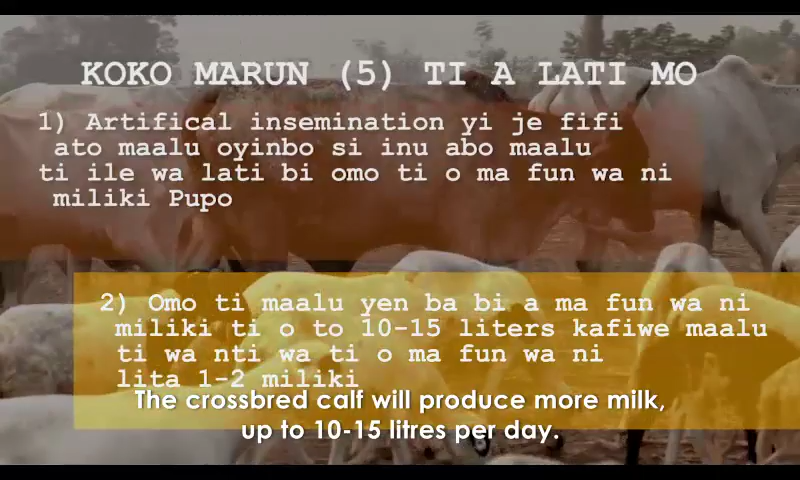 KOKO MARUN (5) TI A LATI MO
1) Artifical insemination yi je fifi
ato maalu oyinbo si inu abo maalu
ti ile wa lati bi omo ti o ma fun wa ni
miliki Pupo
2) Omo ti maalu yen ba bi a ma fun wa ni
miliki ti o to 10-15 liters kafiwe maalu
ti wa nti wa ti o ma fun wa ni
lita 1-2 miliki
The crossbred calf will produce more milk,
up to 10-15 litres per day.